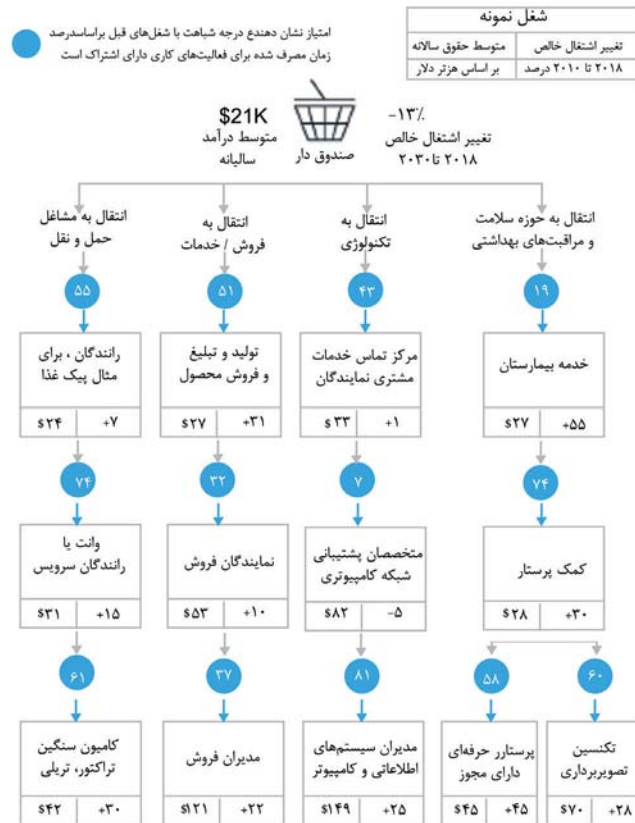 امتیاز نشان دهندع درجه شباهت با شغل‌های قبل براساسدرصد
زمان مصرف شده برای فعالیت‌های کاری دارای اشتراک است
شغل نمونه
تغییر اشتغال خالص
متوسط حقوق سالانه
۲۰۱۸ تا ۲۰۱۰ درصد
بر اساس هزتر دلار
-۱۳٪
تغییر اشتغال خالص
۲۰۱۸ تا ۲۰۳۰
صندوق دار
$21K
متوسط درآمد
سالیانه
انتقال به حوزه سلامت
و مراقبت‌های بهداشتی
انتقال به
تکنولوژی
انتقال به
فروش / خدمات
انتقال به مشاغل
حمل و نقل
۱۹
۴۳
۵۱
۵۵
خدمه بیمارستان
+۵۵
$۲۷
مرکز تماس خدمات
مشتری نمایندگان
+۱
$۳۳
تولید و تبلیغ
و فروش محصول
+۳۱
$۲۷
رانندگان ، برای
مثال پیک غذا
+۷
$۲۴
۷۴
۷
۳۲
۷۴
کمک پرستار
+۳۰
$۲۸
متخصصان پشتیبانی
شبکه کامپیوتری
-۵
$۸۲
نمایندگان فروش
+۱۰
$۵۳
وانت یا
رانندگان سرویس
+۱۵
$۳۱
۶۰
۵۸
۸۱
۳۷
۶۱
تکنسین
تصویربرداری
+۲۸
$۷۰
پرستارر حرفه‌ای
دارای مجوز
+۴۵
$۴۵
مدیران سیستم‌های
اطلاعاتی و کامپیوتر
+۲۵
$۱۴۹
مدیران فروش
+۲۲
$۱۲۱
کامیون سنگین
تراکتور، تریلی
+۳۰
$۴۲